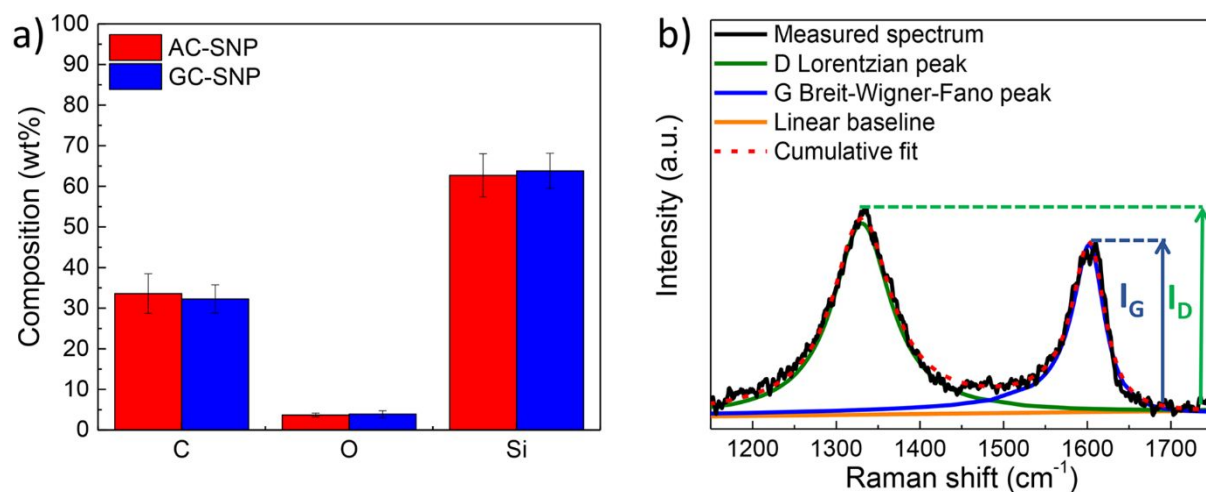 a)
AC-SNP
GC-SNP
Composition (wt%)
100
90
80
70
60
50
40
30
20
10
0
C O Si
b)
Measured spectrum
D Lorentzian peak
G Breit-Wigner-Fano peak
Linear baseline
Cumulative fit
Intensity (a.u.)
I_G I_D
1200 1300 1400 1500 1600 1700
Raman shift (cm⁻¹)